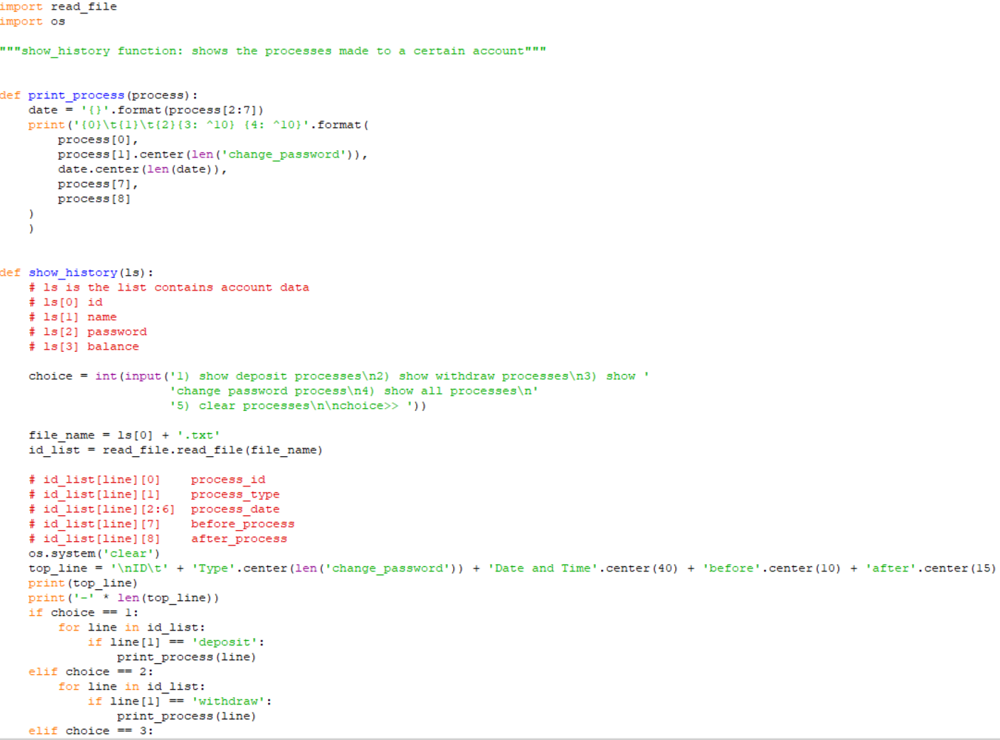 import read_file
import os

"""show_history function: shows the processes made to a certain account"""


def print_process(process):
    date = '{}'.format(process[2:7])
    print('{0}\t{1}\t{2}{3: ^10} {4: ^10}'.format(
        process[0],
        process[1].center(len('change_password')),
        date.center(len(date)),
        process[7],
        process[8]
    )
    )


def show_history(ls):
    # ls is the list contains account data
    # ls[0] id
    # ls[1] name
    # ls[2] password
    # ls[3] balance

    choice = int(input('1) show deposit processes\n2) show withdraw processes\n3) show '
                       'change password process\n4) show all processes\n'
                       '5) clear processes\n\nchoice>> '))

    file_name = ls[0] + '.txt'
    id_list = read_file.read_file(file_name)

    # id_list[line][0]    process_id
    # id_list[line][1]    process_type
    # id_list[line][2:6]  process_date
    # id_list[line][7]    before_process
    # id_list[line][8]    after_process
    os.system('clear')
    top_line = '\nID\t' + 'Type'.center(len('change_password')) + 'Date and Time'.center(40) + 'before'.center(10) + 'after'.center(15)
    print(top_line)
    print('-' * len(top_line))
    if choice == 1:
        for line in id_list:
            if line[1] == 'deposit':
                print_process(line)
    elif choice == 2:
        for line in id_list:
            if line[1] == 'withdraw':
                print_process(line)
    elif choice == 3: